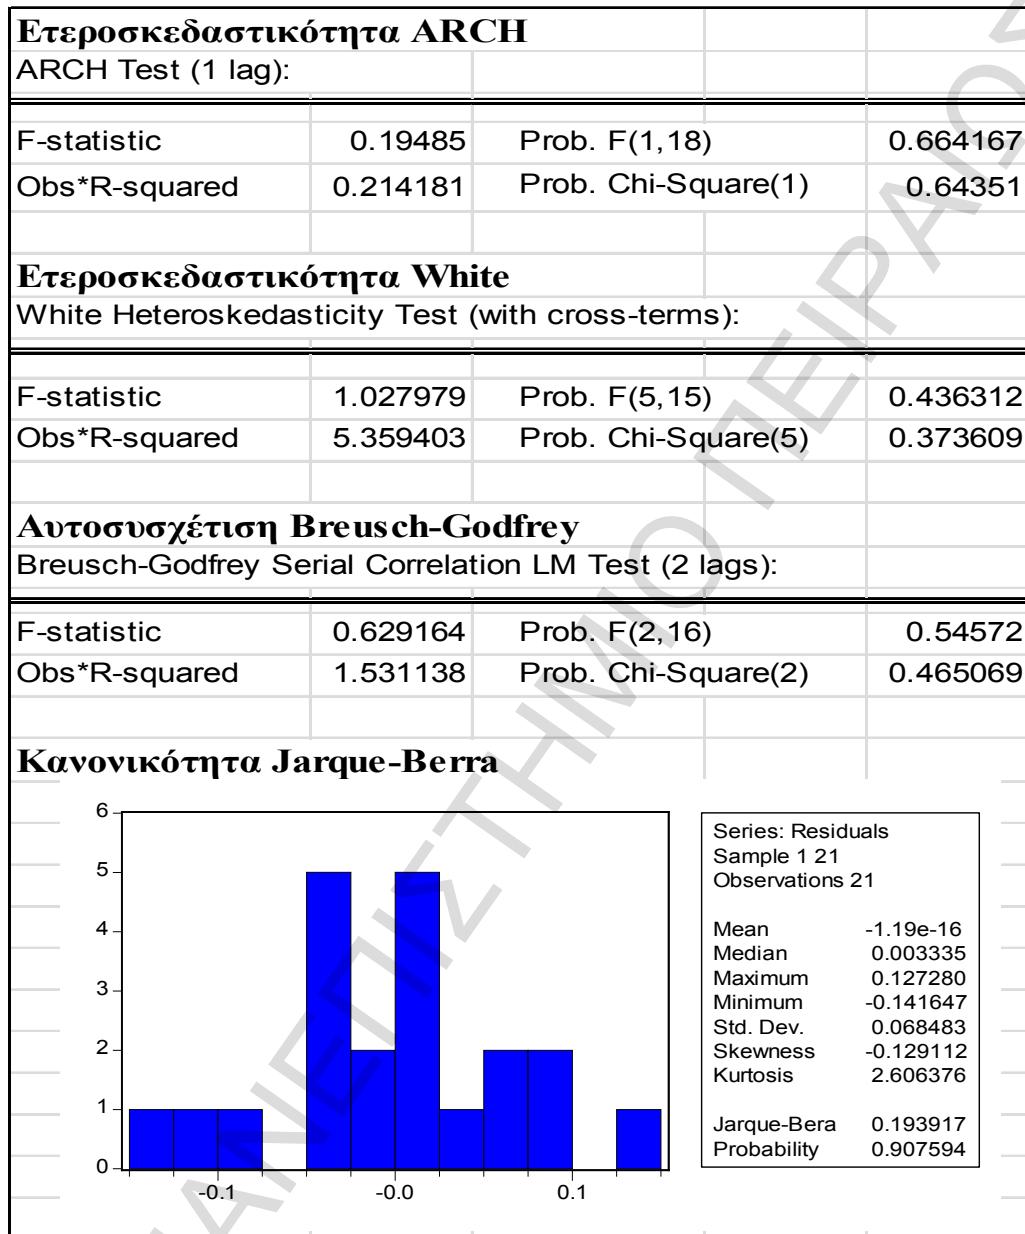 Ετεροσκεδαστικότητα ARCH
ARCH Test (1 lag):
F-statistic 0.19485 Prob. F(1,18) 0.664167
Obs*R-squared 0.214181 Prob. Chi-Square(1) 0.64351
Ετεροσκεδαστικότητα White
White Heteroskedasticity Test (with cross-terms):
F-statistic 1.027979 Prob. F(5,15) 0.436312
Obs*R-squared 5.359403 Prob. Chi-Square(5) 0.373609
Αυτοσυσχέτιση Breusch-Godfrey
Breusch-Godfrey Serial Correlation LM Test (2 lags):
F-statistic 0.629164 Prob. F(2,16) 0.54572
Obs*R-squared 1.531138 Prob. Chi-Square(2) 0.465069
Κανονικότητα Jarque-Berra
6
5
4
3
2
1
0
-0.1 -0.0 0.1
Series: Residuals
Sample 1 21
Observations 21
Mean -1.19e-16
Median 0.003335
Maximum 0.127280
Minimum -0.141647
Std. Dev. 0.068483
Skewness -0.129112
Kurtosis 2.606376
Jarque-Bera 0.193917
Probability 0.907594
ΠΑΝΕΠΙΣΤΗΜΙΟ ΠΕΙΡΑΙΩΣ